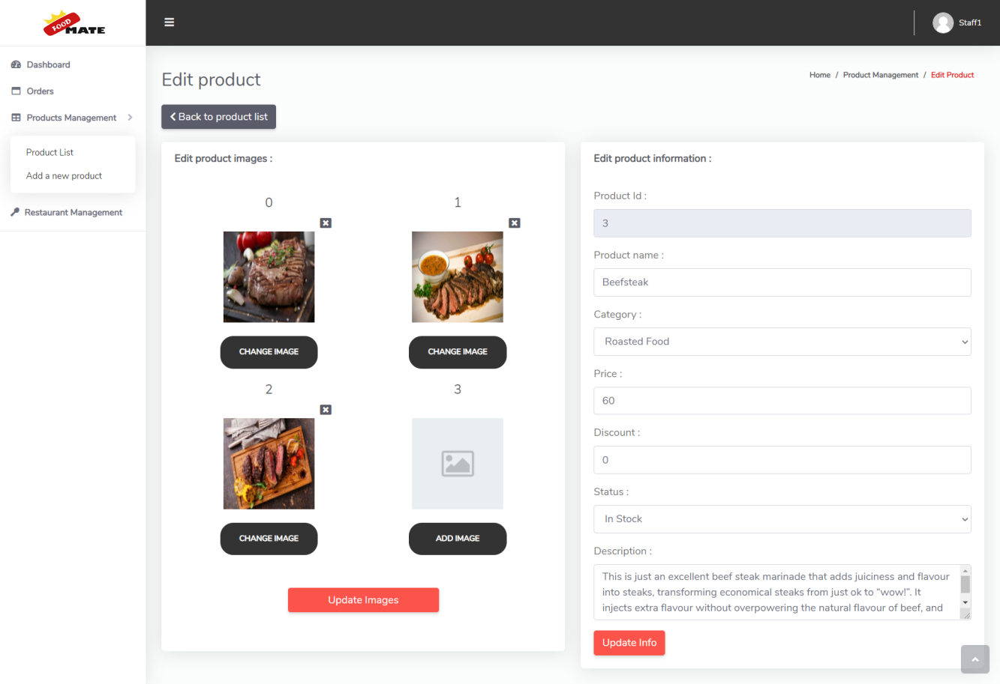 FOOD
MATE
Staff1
Dashboard
Orders
Products Management
Product List
Add a new product
Restaurant Management
Edit product
Home / Product Management / Edit Product
Back to product list
Edit product images :
0
1
CHANGE IMAGE
CHANGE IMAGE
2
3
CHANGE IMAGE
ADD IMAGE
Update Images
Edit product information :
Product Id :
3
Product name :
Beefsteak
Category :
Roasted Food
Price :
60
Discount :
0
Status :
In Stock
Description :
This is just an excellent beef steak marinade that adds juiciness and flavour
into steaks, transforming economical steaks from just ok to “wow!”. It
injects extra flavour without overpowering the natural flavour of beef, and
Update Info